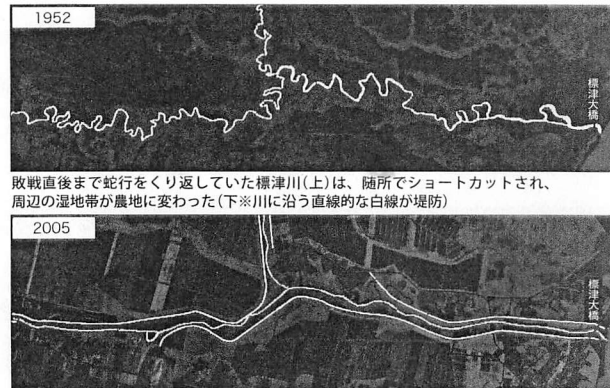 1952
標津大橋
敗戦直後まで蛇行をくり返していた標津川(上)は、随所でショートカットされ、
周辺の湿地帯が農地に変わった(下※川に沿う直線的な白線が堤防)
2005
標津大橋